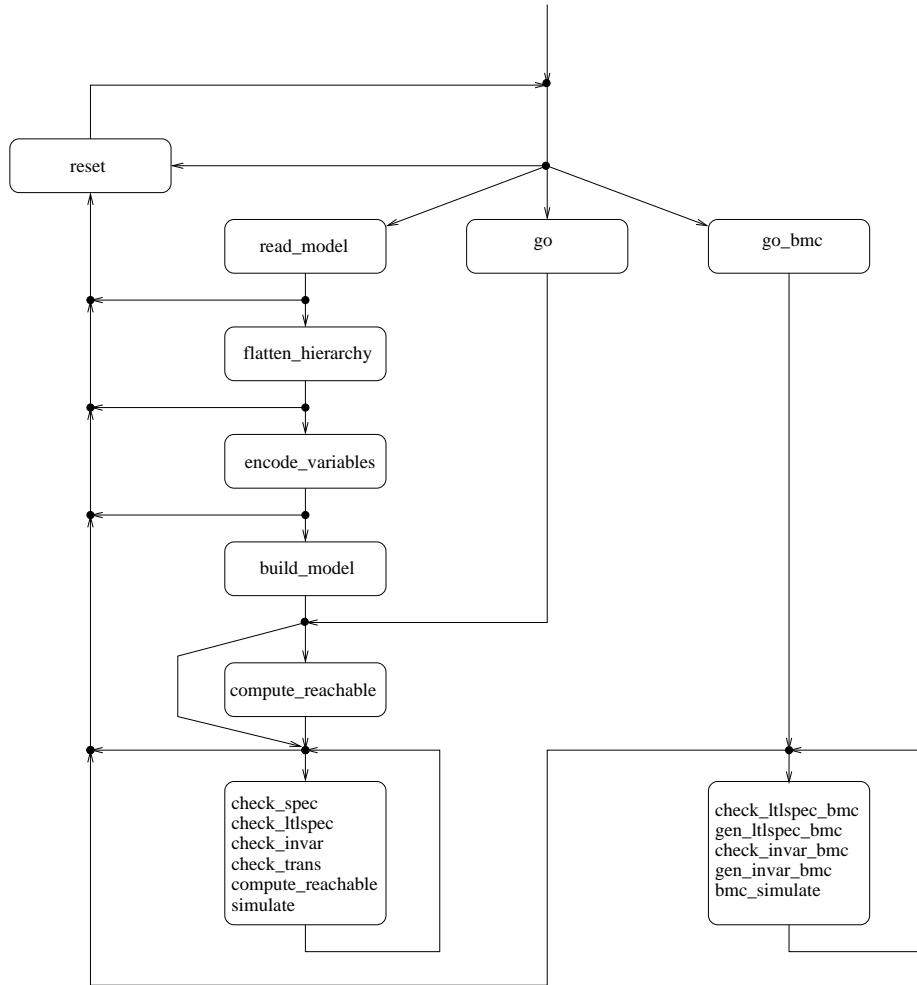 reset
read_model
go
go_bmc
flatten_hierarchy
encode_variables
build_model
compute_reachable
check_spec
check_ltlspec
check_invar
check_trans
compute_reachable
simulate
check_ltlspec_bmc
gen_ltlspec_bmc
check_invar_bmc
gen_invar_bmc
bmc_simulate